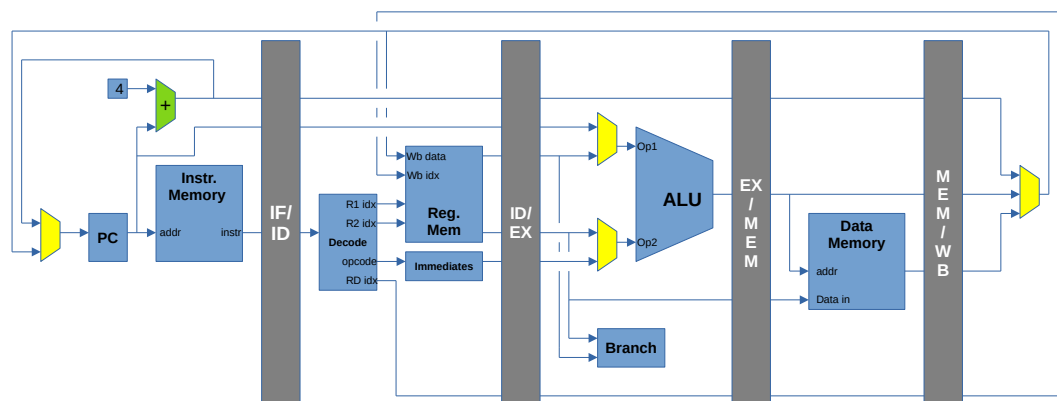 4
+
PC
Instr.
Memory
addr
instr
IF/
ID
Wb data
Wb idx
R1 idx
R2 idx
Reg.
Mem
Decode
opcode
RD idx
Immediates
ID/
EX
Op1
Op2
ALU
Branch
EX
/
M
E
M
Data
Memory
addr
Data in
M
E
M
/
W
B